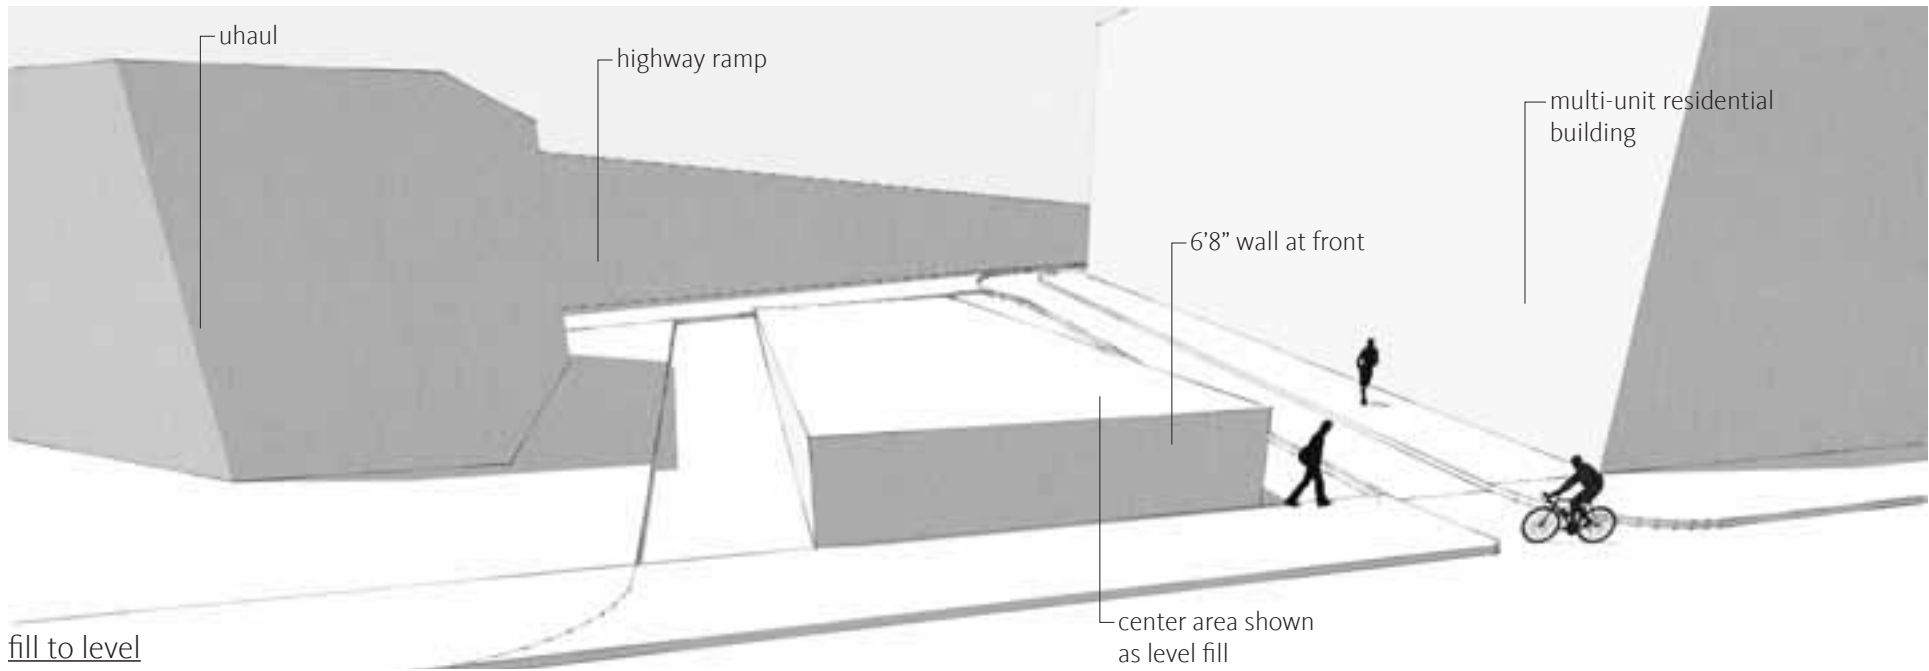 uhaul
highway ramp
multi-unit residential
building
6’8” wall at front
center area shown
as level fill
fill to level